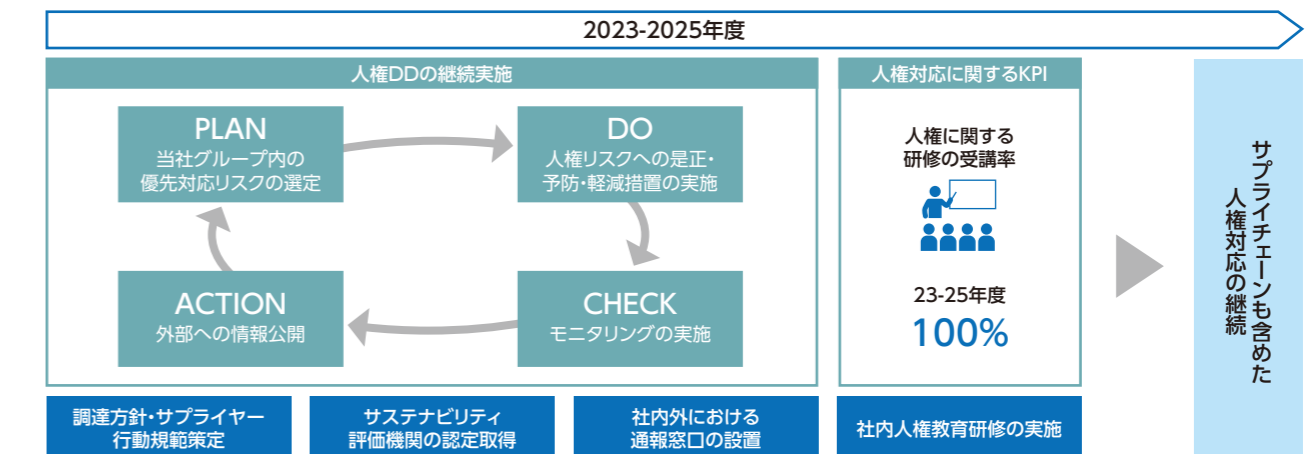 2023-2025年度
人権DDの継続実施
PLAN
当社グループ内の
優先対応リスクの選定
DO
人権リスクへの是正・
予防・軽減措置の実施
ACTION
外部への情報公開
CHECK
モニタリングの実施
調達方針・サプライヤー
行動規範策定
サステナビリティ
評価機関の認定取得
社内外における
通報窓口の設置
人権対応に関するKPI
人権に関する
研修の受講率
23-25年度
100%
社内人権教育研修の実施
サプライチェーンも含めた
人権対応の継続